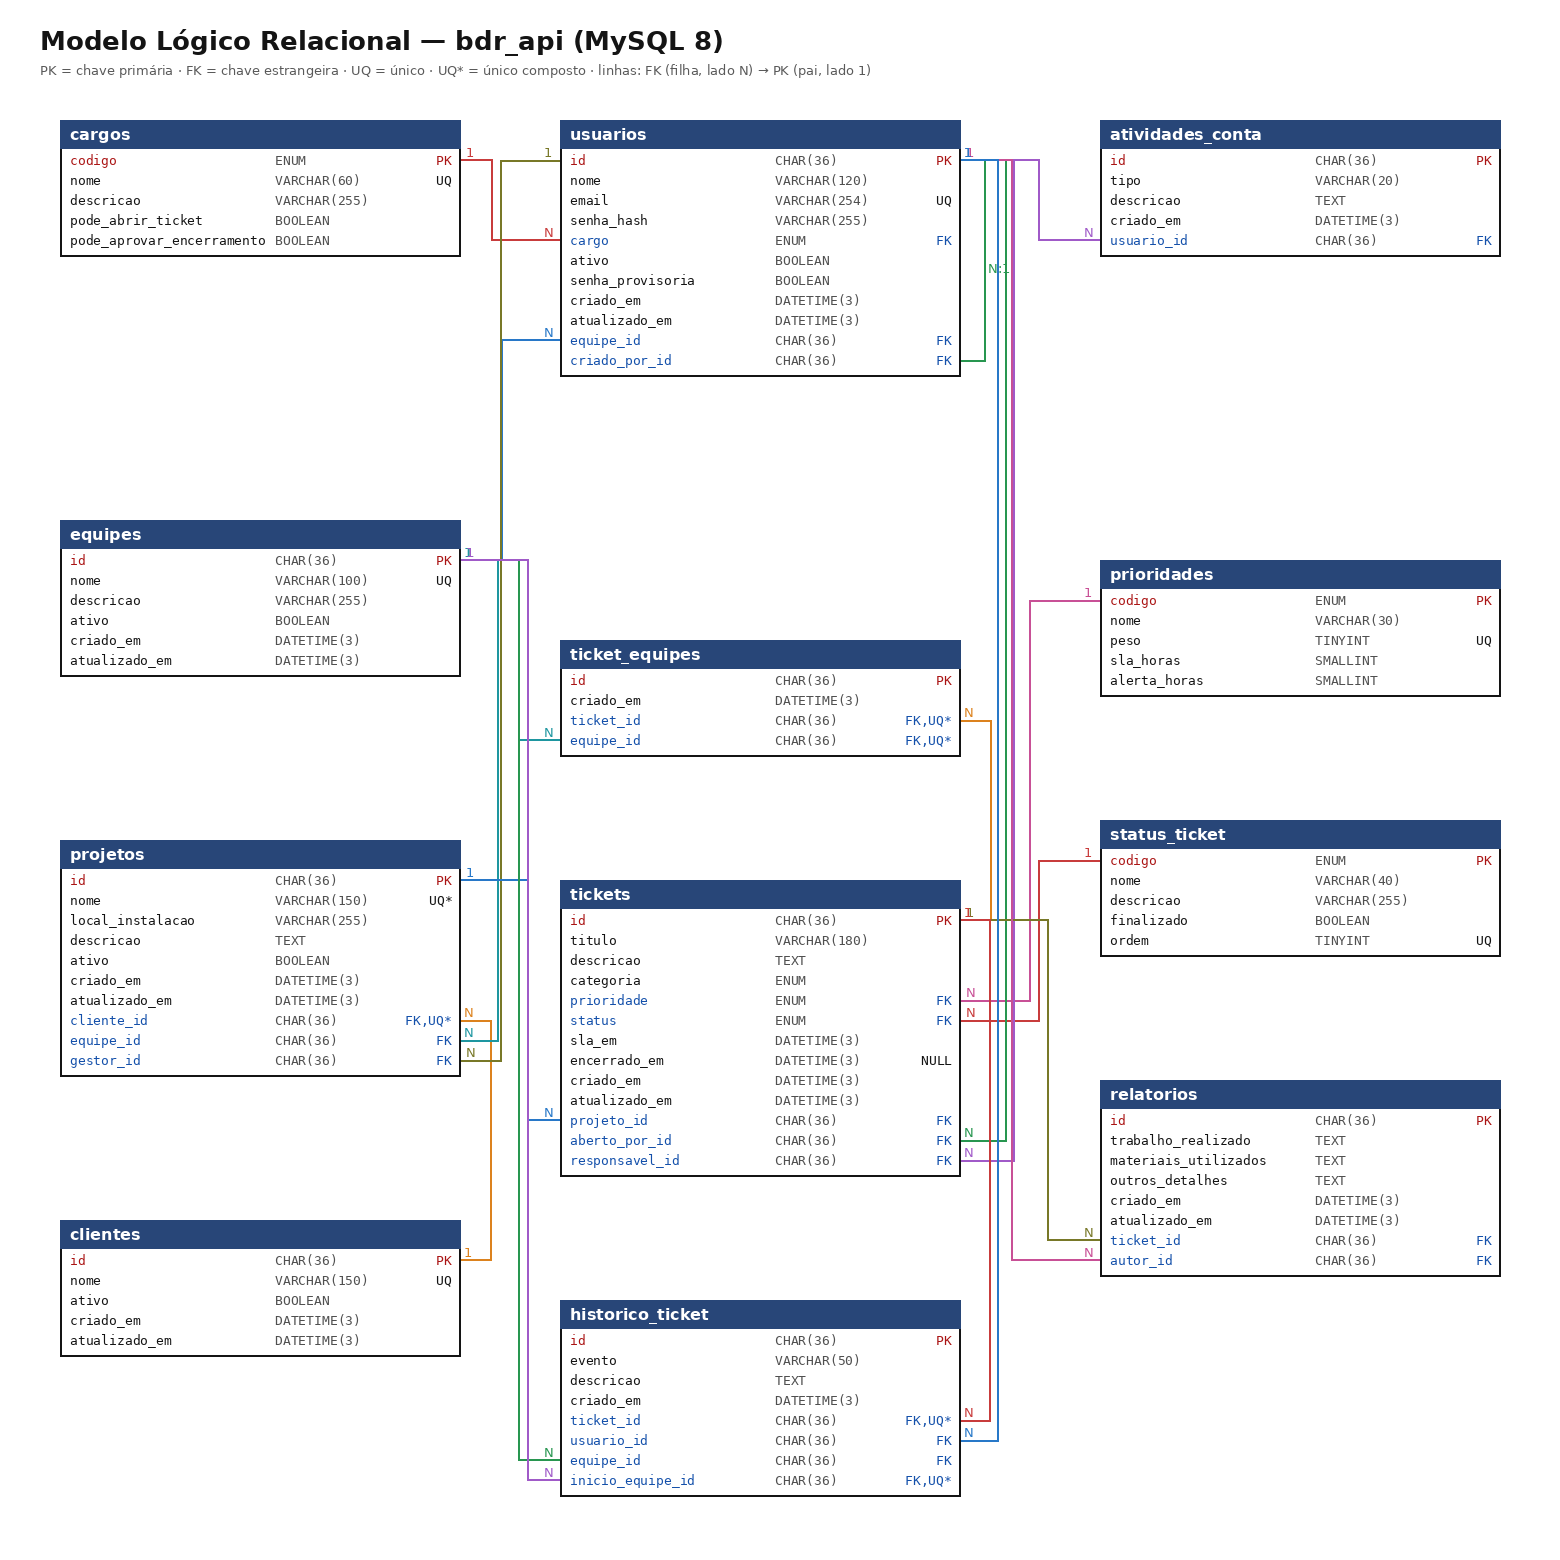 Modelo Lógico Relacional — bdr_api (MySQL 8)
PK = chave primária · FK = chave estrangeira · UQ = único · UQ* = único composto · linhas: FK (filha, lado N) → PK (pai, lado 1)
cargos
codigo ENUM PK
nome VARCHAR(60) UQ
descricao VARCHAR(255)
pode_abrir_ticket BOOLEAN
pode_aprovar_encerramento BOOLEAN
1
1
N
N
usuarios
id CHAR(36) PK
nome VARCHAR(120)
email VARCHAR(254) UQ
senha_hash VARCHAR(255)
cargo ENUM FK
ativo BOOLEAN
senha_provisoria BOOLEAN
criado_em DATETIME(3)
atualizado_em DATETIME(3)
equipe_id CHAR(36) FK
criado_por_id CHAR(36) FK
1
N:1
N
atividades_conta
id CHAR(36) PK
tipo VARCHAR(20)
descricao TEXT
criado_em DATETIME(3)
usuario_id CHAR(36) FK
equipes
id CHAR(36) PK
nome VARCHAR(100) UQ
descricao VARCHAR(255)
ativo BOOLEAN
criado_em DATETIME(3)
atualizado_em DATETIME(3)
1
N
ticket_equipes
id CHAR(36) PK
criado_em DATETIME(3)
ticket_id CHAR(36) FK,UQ*
equipe_id CHAR(36) FK,UQ*
N
1
prioridades
codigo ENUM PK
nome VARCHAR(30)
peso TINYINT UQ
sla_horas SMALLINT
alerta_horas SMALLINT
projetos
id CHAR(36) PK
nome VARCHAR(150) UQ*
local_instalacao VARCHAR(255)
descricao TEXT
ativo BOOLEAN
criado_em DATETIME(3)
atualizado_em DATETIME(3)
cliente_id CHAR(36) FK,UQ*
equipe_id CHAR(36) FK
gestor_id CHAR(36) FK
1
N
N
N
N
tickets
id CHAR(36) PK
titulo VARCHAR(180)
descricao TEXT
categoria ENUM
prioridade ENUM FK
status ENUM FK
sla_em DATETIME(3)
encerrado_em DATETIME(3) NULL
criado_em DATETIME(3)
atualizado_em DATETIME(3)
projeto_id CHAR(36) FK
aberto_por_id CHAR(36) FK
responsavel_id CHAR(36) FK
1
N
N
N
N
1
status_ticket
codigo ENUM PK
nome VARCHAR(40)
descricao VARCHAR(255)
finalizado BOOLEAN
ordem TINYINT UQ
N
N
relatorios
id CHAR(36) PK
trabalho_realizado TEXT
materiais_utilizados TEXT
outros_detalhes TEXT
criado_em DATETIME(3)
atualizado_em DATETIME(3)
ticket_id CHAR(36) FK
autor_id CHAR(36) FK
clientes
id CHAR(36) PK
nome VARCHAR(150) UQ
ativo BOOLEAN
criado_em DATETIME(3)
atualizado_em DATETIME(3)
1
N
N
historico_ticket
id CHAR(36) PK
evento VARCHAR(50)
descricao TEXT
criado_em DATETIME(3)
ticket_id CHAR(36) FK,UQ*
usuario_id CHAR(36) FK
equipe_id CHAR(36) FK
inicio_equipe_id CHAR(36) FK,UQ*
N
N